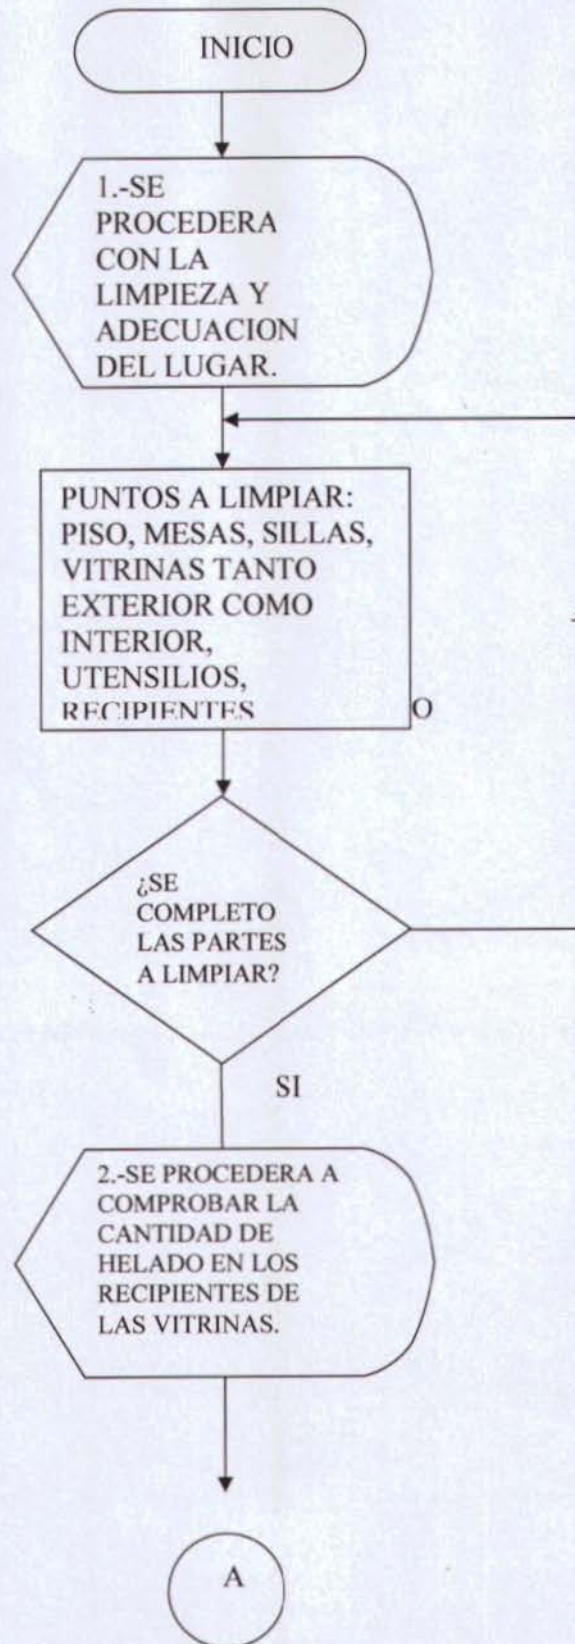 INICIO
1.-SE
PROCEDERA
CON LA
LIMPIEZA Y
ADECUACION
DEL LUGAR.
PUNTOS A LIMPIAR:
PISO, MESAS, SILLAS,
VITRINAS TANTO
EXTERIOR COMO
INTERIOR,
UTENSILIOS,
RECIPIENTES
O
¿SE
COMPLETO
LAS PARTES
A LIMPIAR?
SI
2.-SE PROCEDERA A
COMPROBAR LA
CANTIDAD DE
HELADO EN LOS
RECIPIENTES DE
LAS VITRINAS.
A